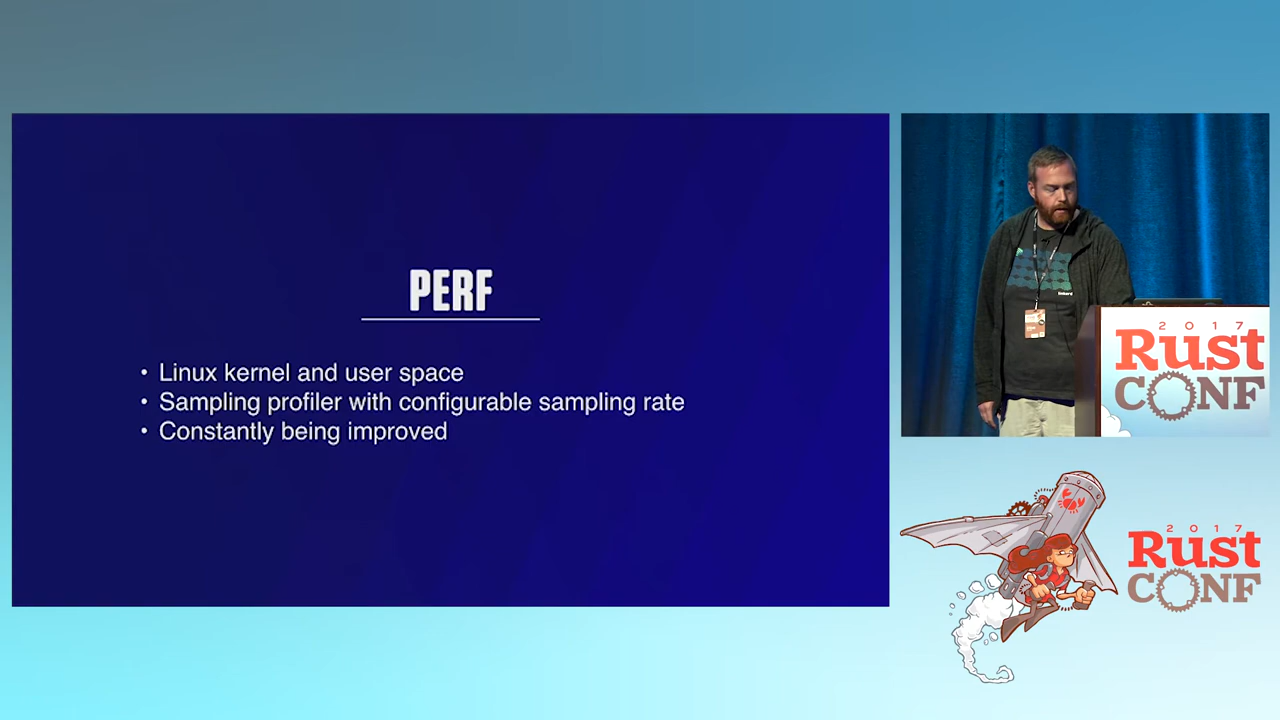 PERF
• Linux kernel and user space
• Sampling profiler with configurable sampling rate
• Constantly being improved
linkerd
2017
Rust
CONF
2017
Rust
CONF